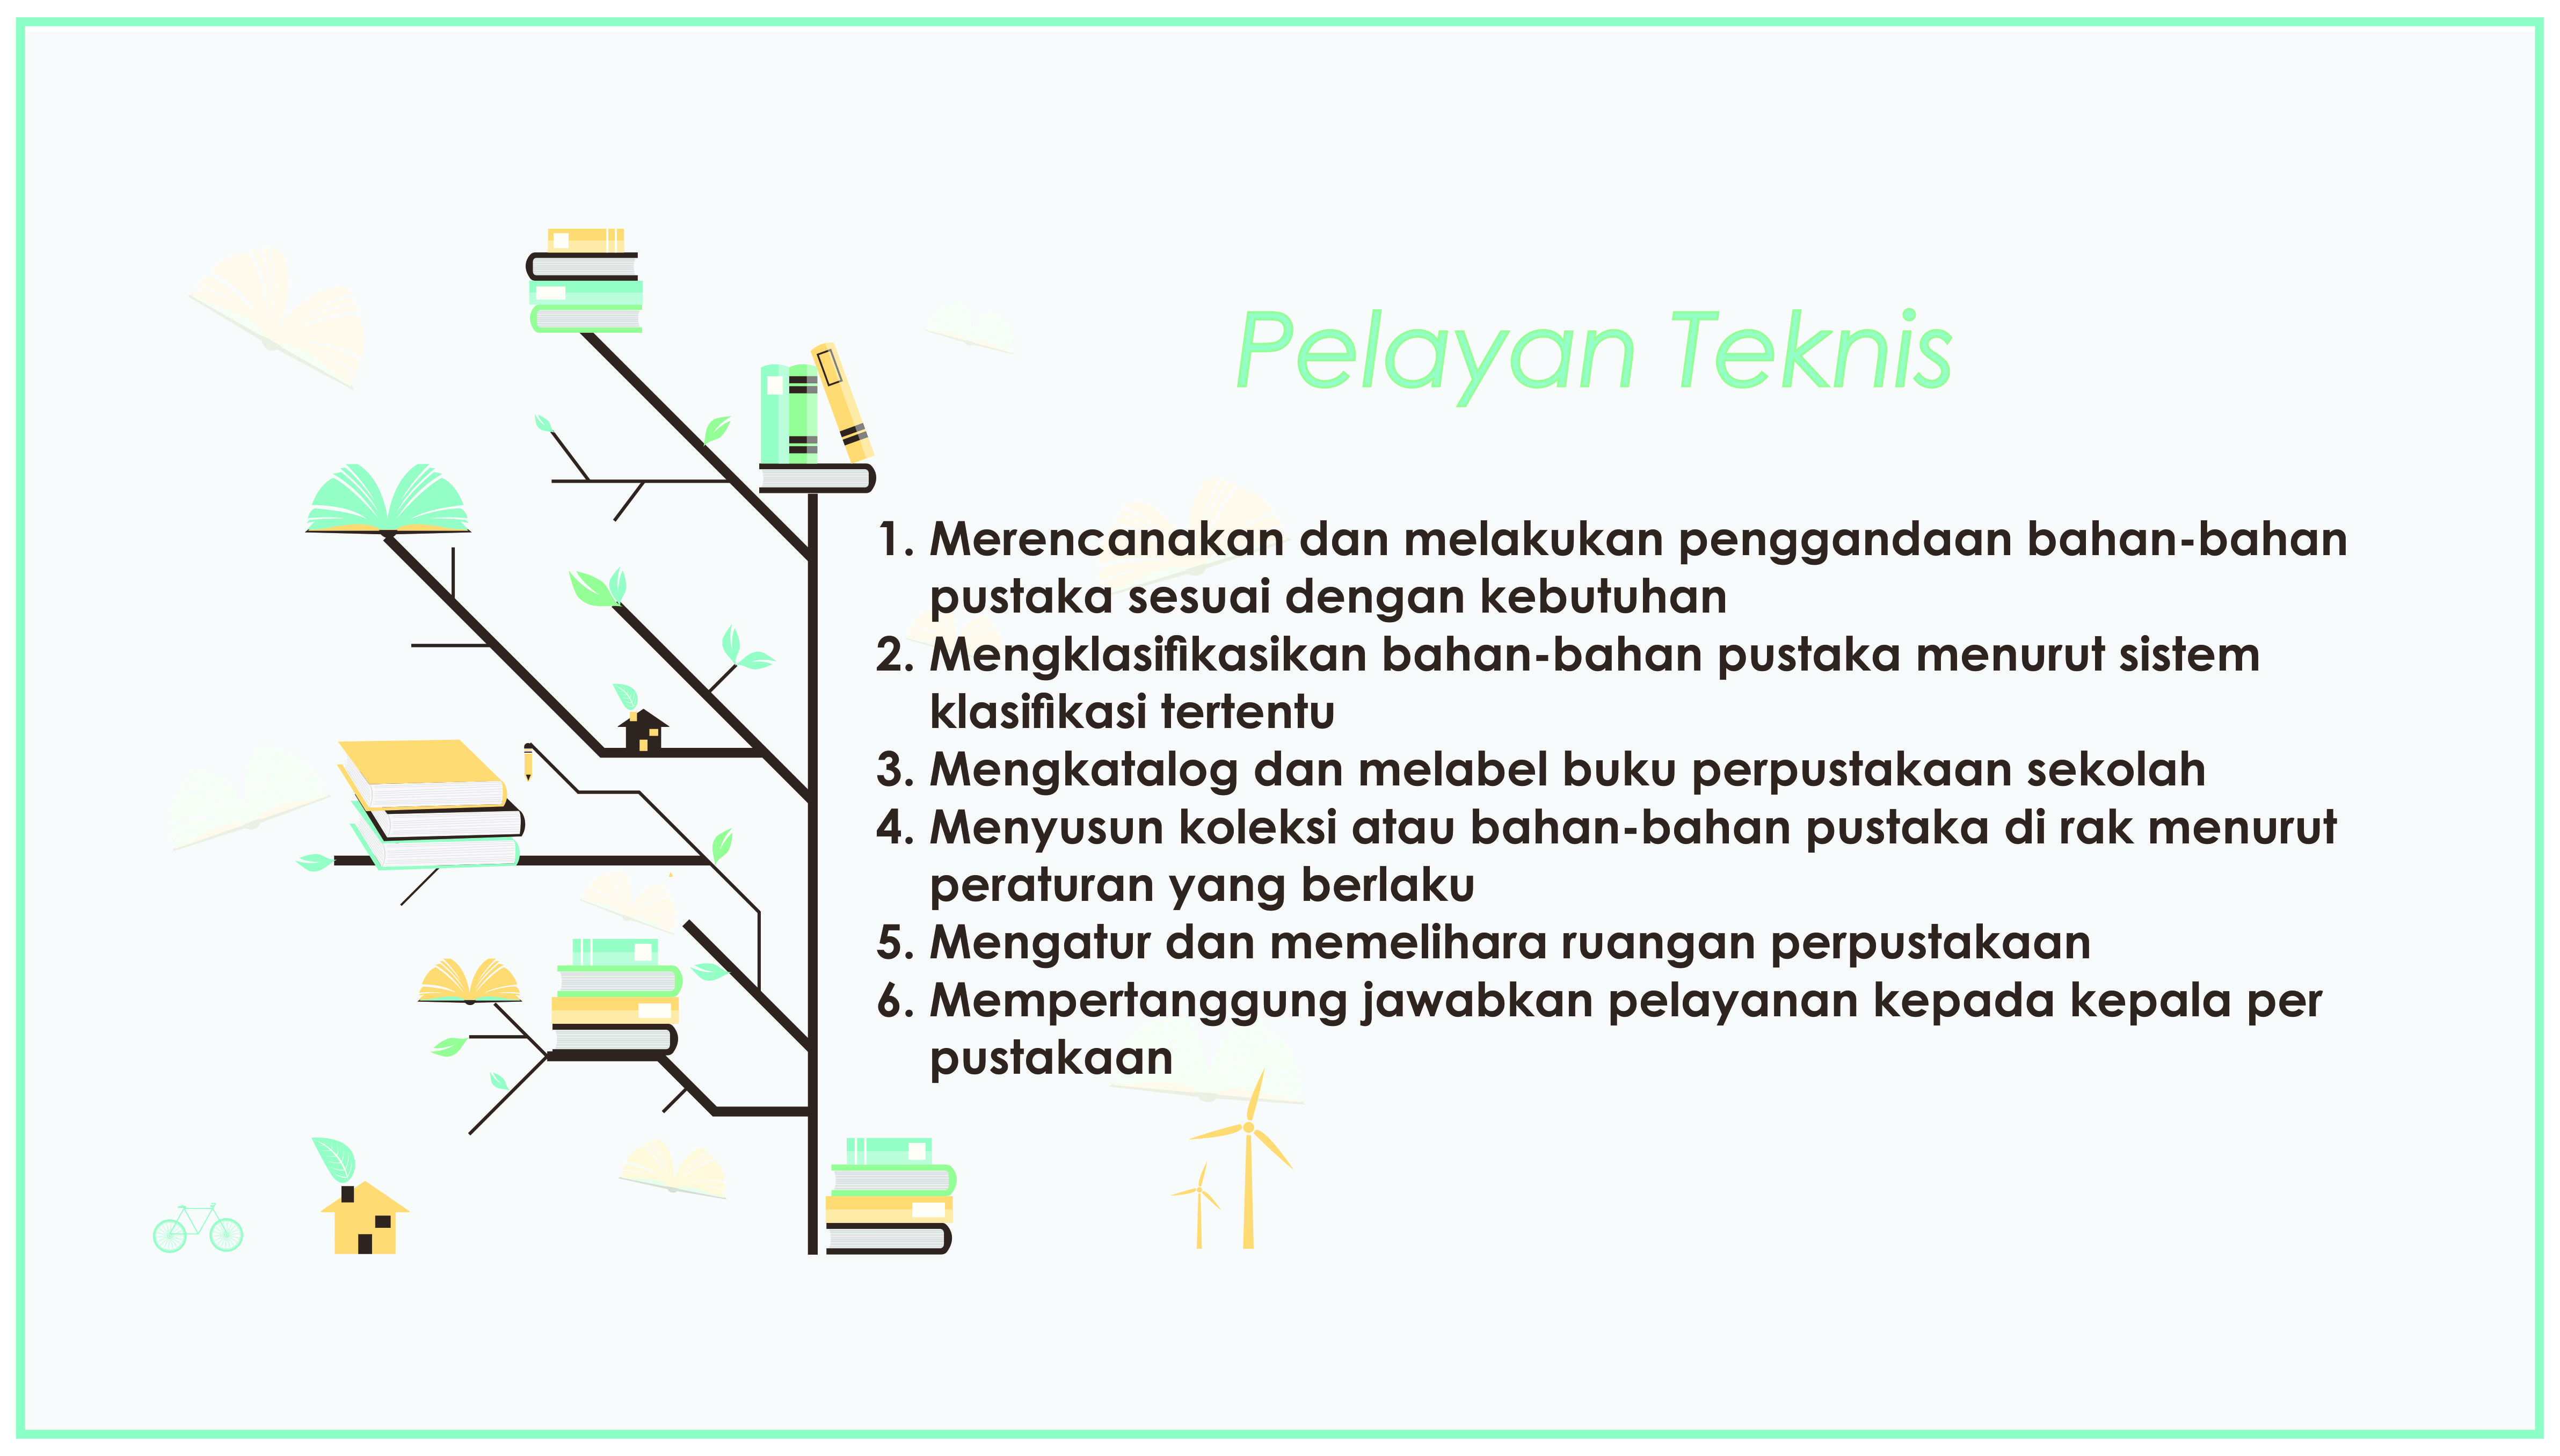 Pelayan Teknis
1. Merencanakan dan melakukan penggandaan bahan-bahan
pustaka sesuai dengan kebutuhan
2. Mengklasifikasikan bahan-bahan pustaka menurut sistem
klasifikasi tertentu
3. Mengkatalog dan melabel buku perpustakaan sekolah
4. Menyusun koleksi atau bahan-bahan pustaka di rak menurut
peraturan yang berlaku
5. Mengatur dan memelihara ruangan perpustakaan
6. Mempertanggung jawabkan pelayanan kepada kepala per
pustakaan